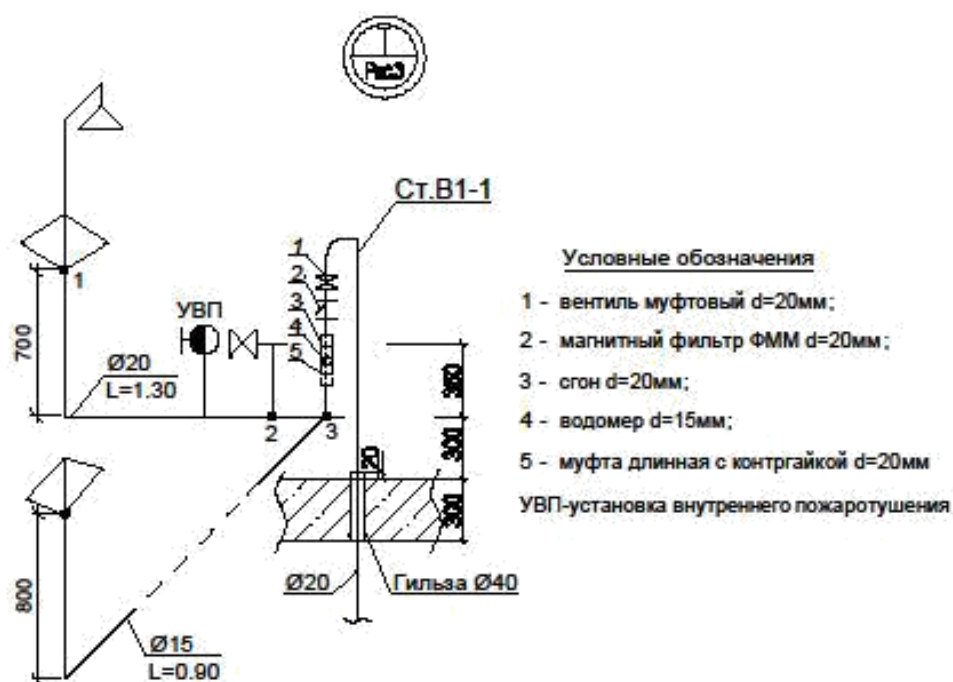 Рис.3
Ст.В1-1
1
2
3
4
5
УВП
1
700
Ø20
L=1.30
2
3
300
20
300
800
Ø20
Гильза Ø40
Ø15
L=0.90
Условные обозначения
1 - вентиль муфтовый d=20мм;
2 - магнитный фильтр ФММ d=20мм;
3 - сгон d=20мм;
4 - водомер d=15мм;
5 - муфта длинная с контргайкой d=20мм
УВП-установка внутреннего пожаротушения